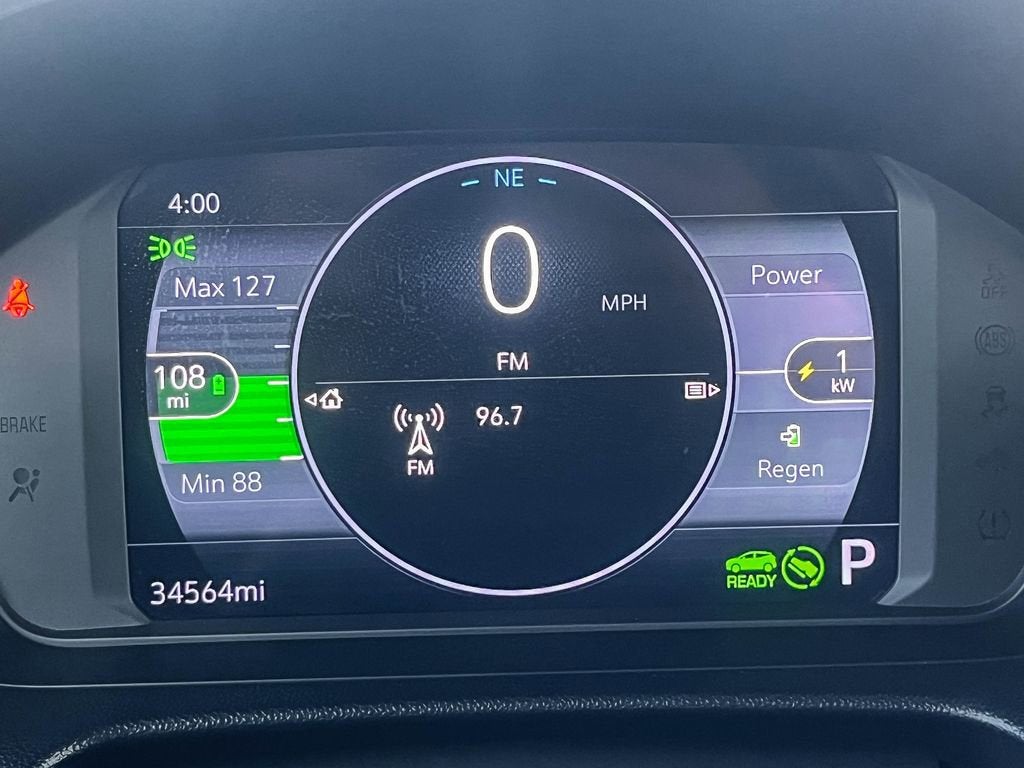 NE
4:00
0
MPH
Max 127
Power
OFF
ABS
FM
108
mi
1
kW
96.7
BRAKE
FM
Regen
Min 88
READY
P
34564mi